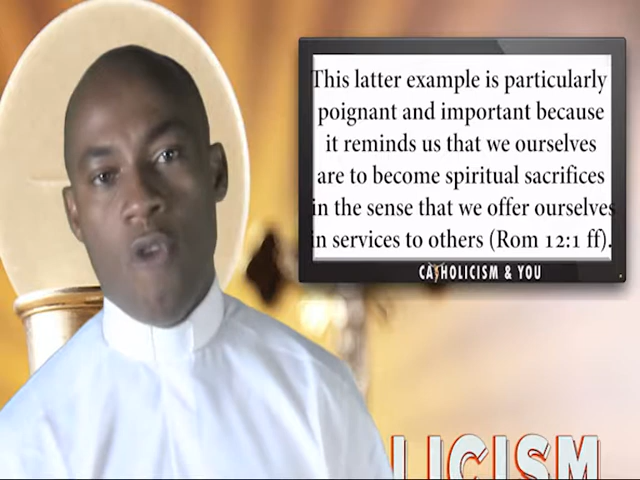 This latter example is particularly
poignant and important because
it reminds us that we ourselves
are to become spiritual sacrifices
in the sense that we offer ourselves
in services to others (Rom 12:1 ff).
CATHOLICISM & YOU
LICISM